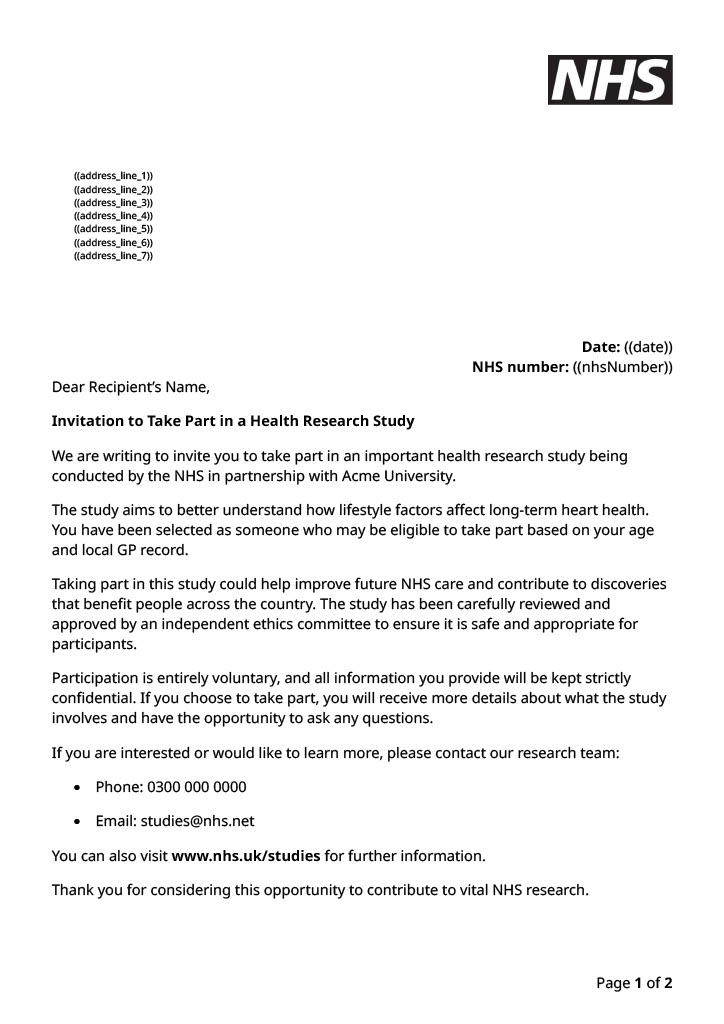 NHS
((address_line_1))
((address_line_2))
((address_line_3))
((address_line_4))
((address_line_5))
((address_line_6))
((address_line_7))
Date: ((date))
NHS number: ((nhsNumber))
Dear Recipient’s Name,
Invitation to Take Part in a Health Research Study
We are writing to invite you to take part in an important health research study being
conducted by the NHS in partnership with Acme University.
The study aims to better understand how lifestyle factors affect long-term heart health.
You have been selected as someone who may be eligible to take part based on your age
and local GP record.
Taking part in this study could help improve future NHS care and contribute to discoveries
that benefit people across the country. The study has been carefully reviewed and
approved by an independent ethics committee to ensure it is safe and appropriate for
participants.
Participation is entirely voluntary, and all information you provide will be kept strictly
confidential. If you choose to take part, you will receive more details about what the study
involves and have the opportunity to ask any questions.
If you are interested or would like to learn more, please contact our research team:
• Phone: 0300 000 0000
• Email: studies@nhs.net
You can also visit www.nhs.uk/studies for further information.
Thank you for considering this opportunity to contribute to vital NHS research.
Page 1 of 2